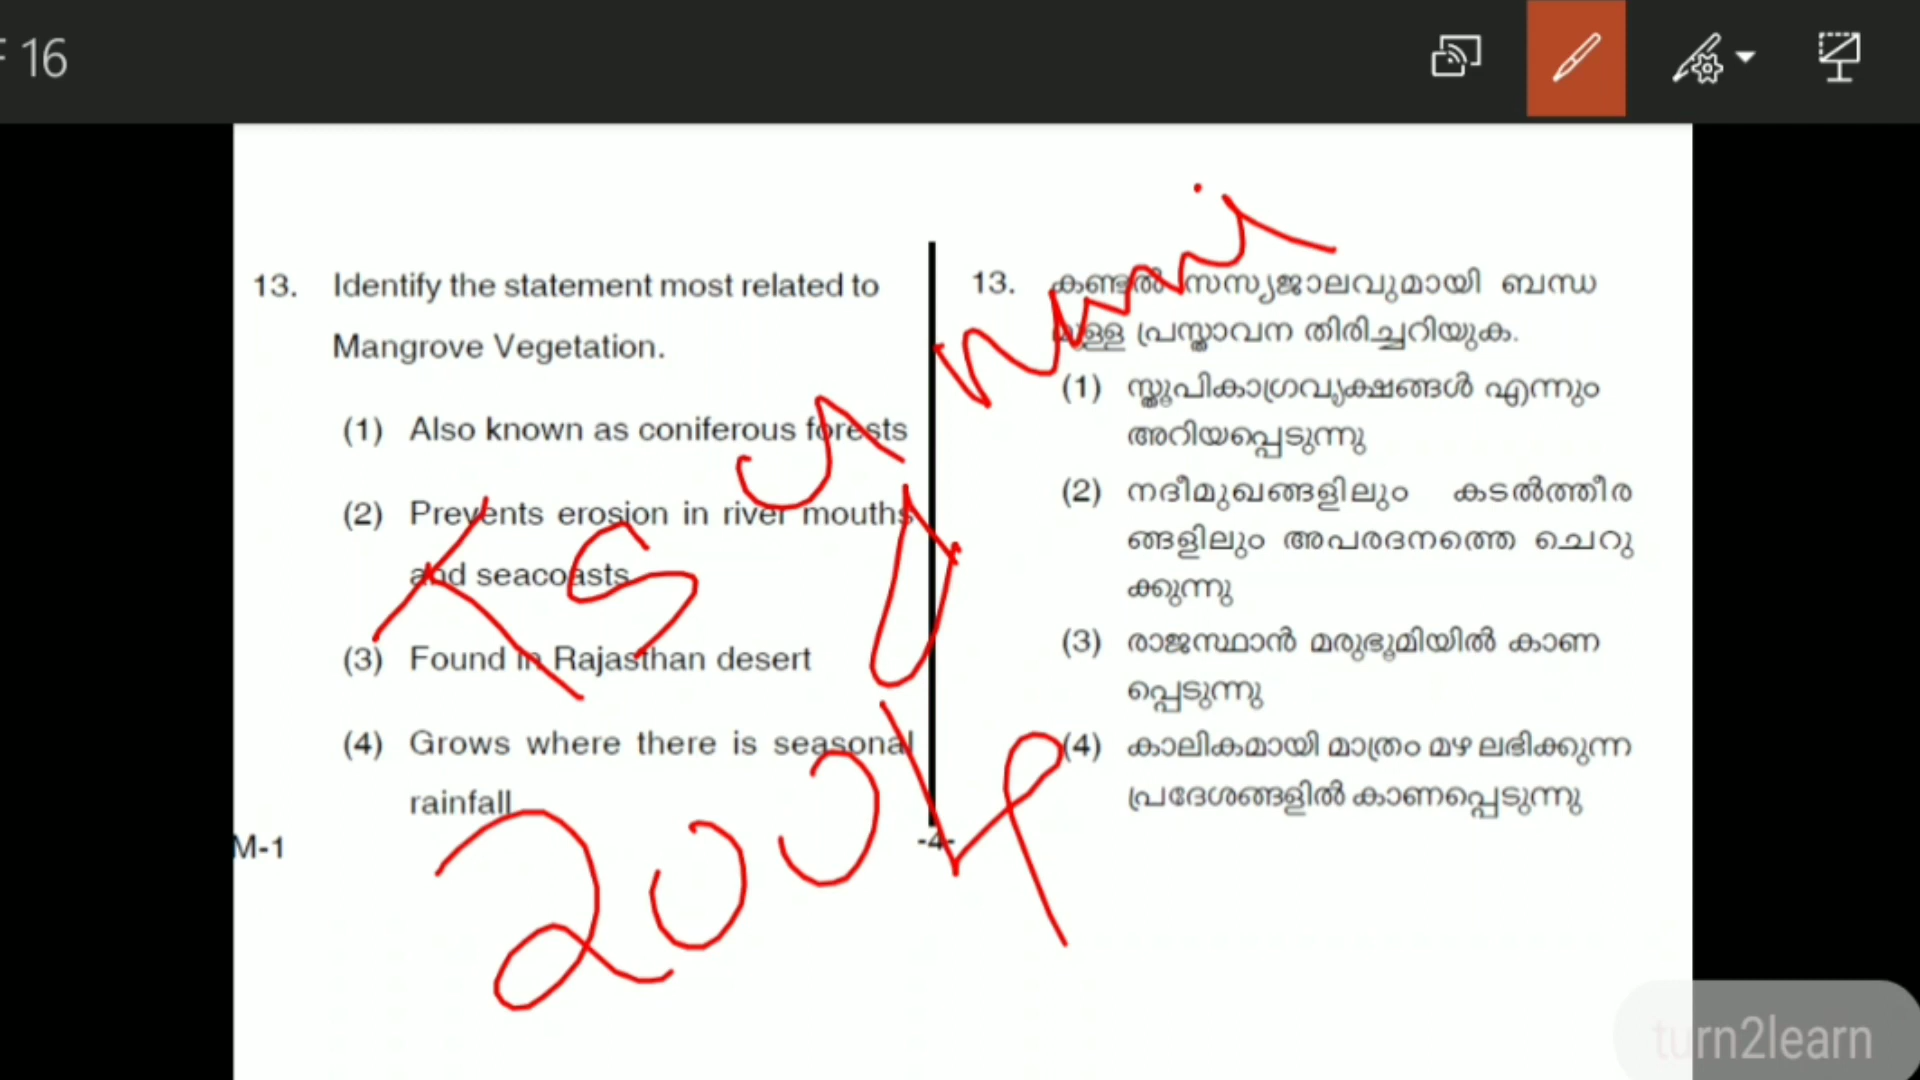 F 16
13. Identify the statement most related to
Mangrove Vegetation.
(1) Also known as coniferous forests
(2) Prevents erosion in river mouths
and seacoasts
(3) Found in Rajasthan desert
(4) Grows where there is seasonal
rainfall
M-1
-4-
13. കണ്ടൽ സസ്യജാലവുമായി ബന്ധ
മുള്ള പ്രസ്താവന തിരിച്ചറിയുക.
(1) സ്തൂപികാഗ്രവൃക്ഷങ്ങൾ എന്നും
അറിയപ്പെടുന്നു
(2) നദീമുഖങ്ങളിലും കടൽത്തീര
ങ്ങളിലും അപരദനത്തെ ചെറു
ക്കുന്നു
(3) രാജസ്ഥാൻ മരുഭൂമിയിൽ കാണ
പ്പെടുന്നു
(4) കാലികമായി മാത്രം മഴ ലഭിക്കുന്ന
പ്രദേശങ്ങളിൽ കാണപ്പെടുന്നു
Tsunami
2004
turn2learn